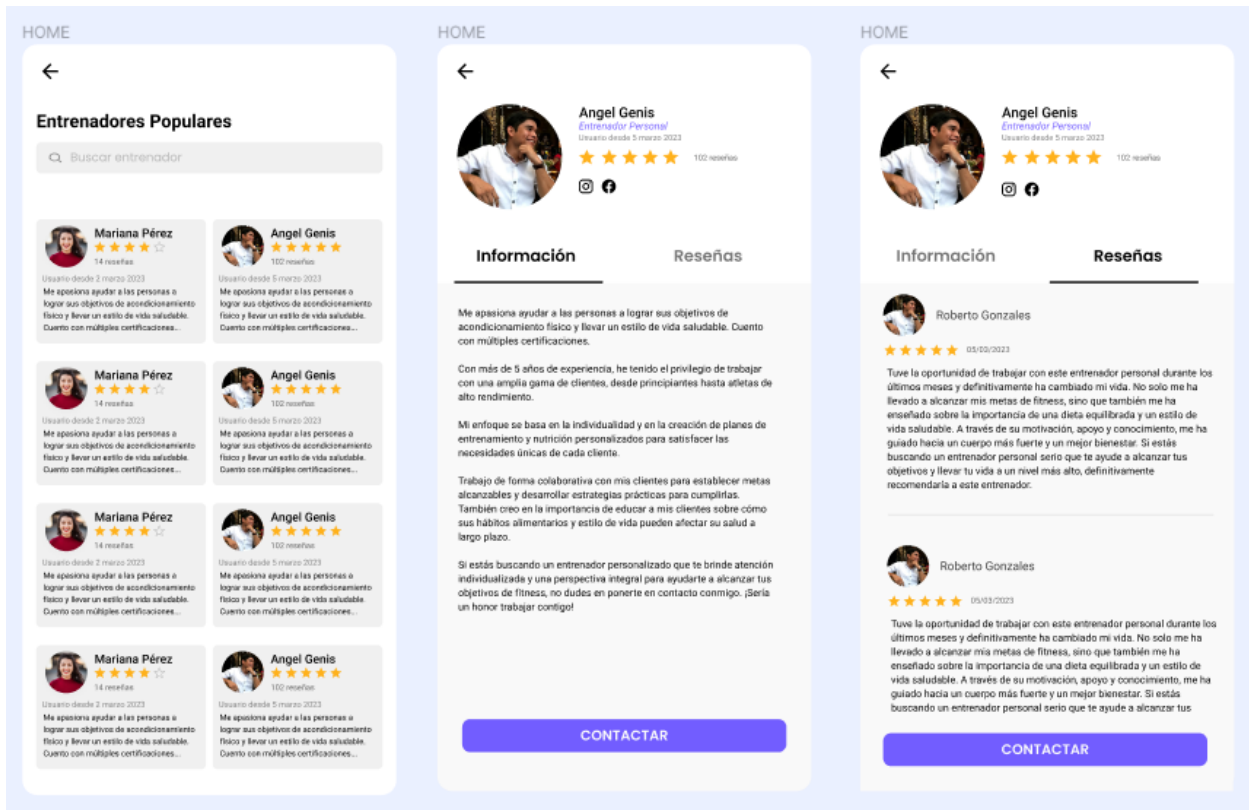 HOME
Entrenadores Populares
Buscar entrenador
Mariana Pérez
14 reseñas
Usuario desde 2 marzo 2023
Me apasiona ayudar a las personas a
lograr sus objetivos de acondicionamiento
físico y llevar un estilo de vida saludable.
Cuento con múltiples certificaciones...
Angel Genis
102 reseñas
Usuario desde 5 marzo 2023
Me apasiona ayudar a las personas a
lograr sus objetivos de acondicionamiento
físico y llevar un estilo de vida saludable.
Cuento con múltiples certificaciones...
Mariana Pérez
14 reseñas
Usuario desde 2 marzo 2023
Me apasiona ayudar a las personas a
lograr sus objetivos de acondicionamiento
físico y llevar un estilo de vida saludable.
Cuento con múltiples certificaciones...
Angel Genis
102 reseñas
Usuario desde 5 marzo 2023
Me apasiona ayudar a las personas a
lograr sus objetivos de acondicionamiento
físico y llevar un estilo de vida saludable.
Cuento con múltiples certificaciones...
Mariana Pérez
14 reseñas
Usuario desde 2 marzo 2023
Me apasiona ayudar a las personas a
lograr sus objetivos de acondicionamiento
físico y llevar un estilo de vida saludable.
Cuento con múltiples certificaciones...
Angel Genis
102 reseñas
Usuario desde 5 marzo 2023
Me apasiona ayudar a las personas a
lograr sus objetivos de acondicionamiento
físico y llevar un estilo de vida saludable.
Cuento con múltiples certificaciones...
Mariana Pérez
14 reseñas
Usuario desde 2 marzo 2023
Me apasiona ayudar a las personas a
lograr sus objetivos de acondicionamiento
físico y llevar un estilo de vida saludable.
Cuento con múltiples certificaciones...
Angel Genis
102 reseñas
Usuario desde 5 marzo 2023
Me apasiona ayudar a las personas a
lograr sus objetivos de acondicionamiento
físico y llevar un estilo de vida saludable.
Cuento con múltiples certificaciones...
HOME
Angel Genis
Entrenador Personal
Usuario desde 5 marzo 2023
102 reseñas
Información
Reseñas
Me apasiona ayudar a las personas a lograr sus objetivos de
acondicionamiento físico y llevar un estilo de vida saludable. Cuento
con múltiples certificaciones.
Con más de 5 años de experiencia, he tenido el privilegio de trabajar
con una amplia gama de clientes, desde principiantes hasta atletas de
alto rendimiento.
Mi enfoque se basa en la individualidad y en la creación de planes de
entrenamiento y nutrición personalizados para satisfacer las
necesidades únicas de cada cliente.
Trabajo de forma colaborativa con mis clientes para establecer metas
alcanzables y desarrollar estrategias prácticas para cumplirlas.
También creo en la importancia de educar a mis clientes sobre cómo
sus hábitos alimentarios y estilo de vida pueden afectar su salud a
largo plazo.
Si estás buscando un entrenador personalizado que te brinde atención
individualizada y una perspectiva integral para ayudarte a alcanzar tus
objetivos de fitness, no dudes en ponerte en contacto conmigo. ¡Sería
un honor trabajar contigo!
CONTACTAR
HOME
Angel Genis
Entrenador Personal
Usuario desde 5 marzo 2023
102 reseñas
Información
Reseñas
Roberto Gonzales
05/03/2023
Tuve la oportunidad de trabajar con este entrenador personal durante los
últimos meses y definitivamente ha cambiado mi vida. No solo me ha
llevado a alcanzar mis metas de fitness, sino que también me ha
enseñado sobre la importancia de una dieta equilibrada y un estilo de
vida saludable. A través de su motivación, apoyo y conocimiento, me ha
guiado hacia un cuerpo más fuerte y un mejor bienestar. Si estás
buscando un entrenador personal serio que te ayude a alcanzar tus
objetivos y llevar tu vida a un nivel más alto, definitivamente
recomendaría a este entrenador.
Roberto Gonzales
05/03/2023
Tuve la oportunidad de trabajar con este entrenador personal durante los
últimos meses y definitivamente ha cambiado mi vida. No solo me ha
llevado a alcanzar mis metas de fitness, sino que también me ha
enseñado sobre la importancia de una dieta equilibrada y un estilo de
vida saludable. A través de su motivación, apoyo y conocimiento, me ha
guiado hacia un cuerpo más fuerte y un mejor bienestar. Si estás
buscando un entrenador personal serio que te ayude a alcanzar tus
CONTACTAR